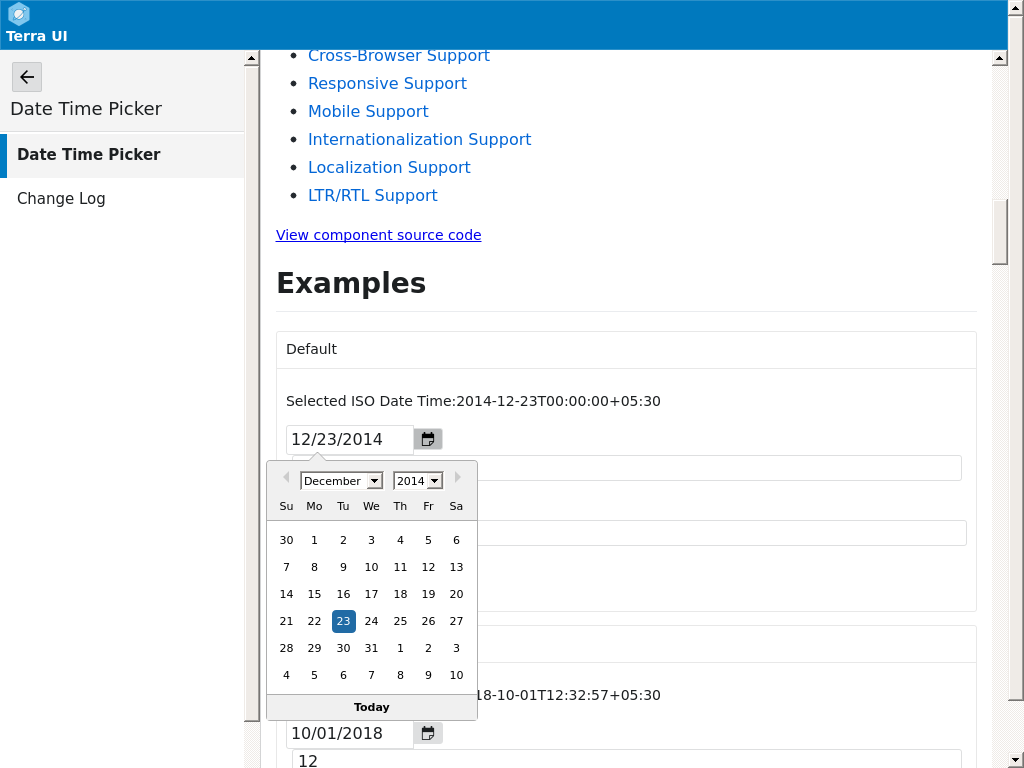 Terra UI
Date Time Picker
Date Time Picker
Change Log
Cross-Browser Support
Responsive Support
Mobile Support
Internationalization Support
Localization Support
LTR/RTL Support
View component source code
Examples
Default
Selected ISO Date Time:2014-12-23T00:00:00+05:30
12/23/2014
December 2014
Su Mo Tu We Th Fr Sa
30 1 2 3 4 5 6
7 8 9 10 11 12 13
14 15 16 17 18 19 20
21 22 23 24 25 26 27
28 29 30 31 1 2 3
4 5 6 7 8 9 10
Today
18-10-01T12:32:57+05:30
10/01/2018
12